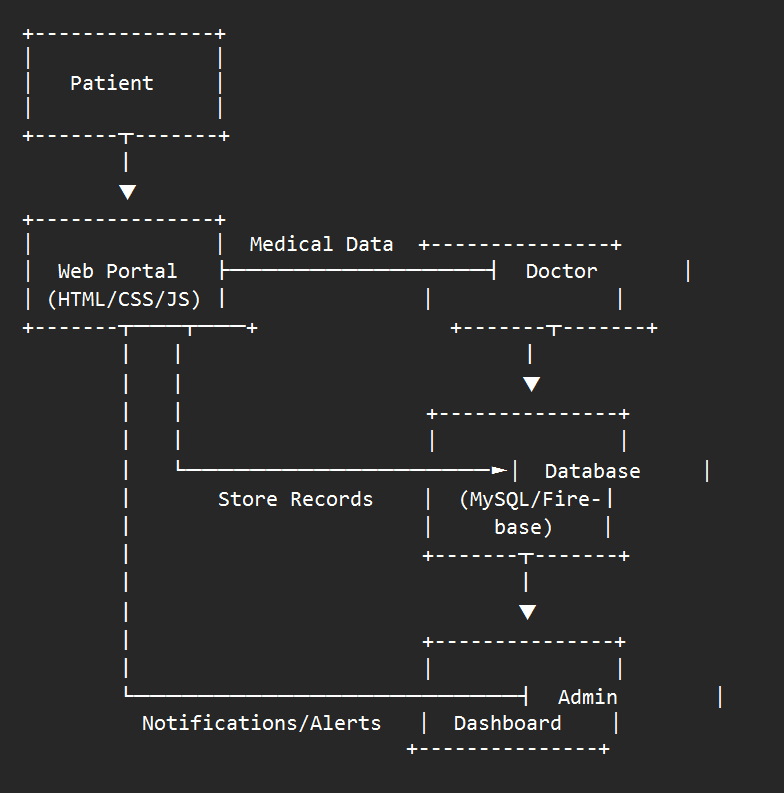 Patient
Medical Data
Web Portal Doctor
(HTML/CSS/JS)
Database
Store Records (MySQL/Fire-
base)
Admin
Notifications/Alerts Dashboard